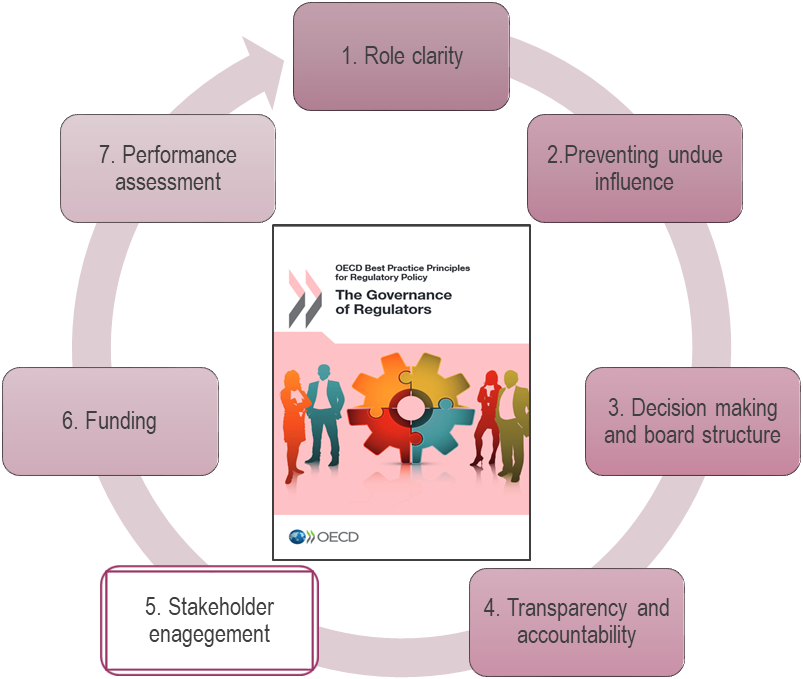 1. Role clarity
2.Preventing undue
influence
3. Decision making
and board structure
4. Transparency and
accountability
5. Stakeholder
enagegement
6. Funding
7. Performance
assessment
OECD Best Practice Principles
for Regulatory Policy
The Governance
of Regulators
OECD